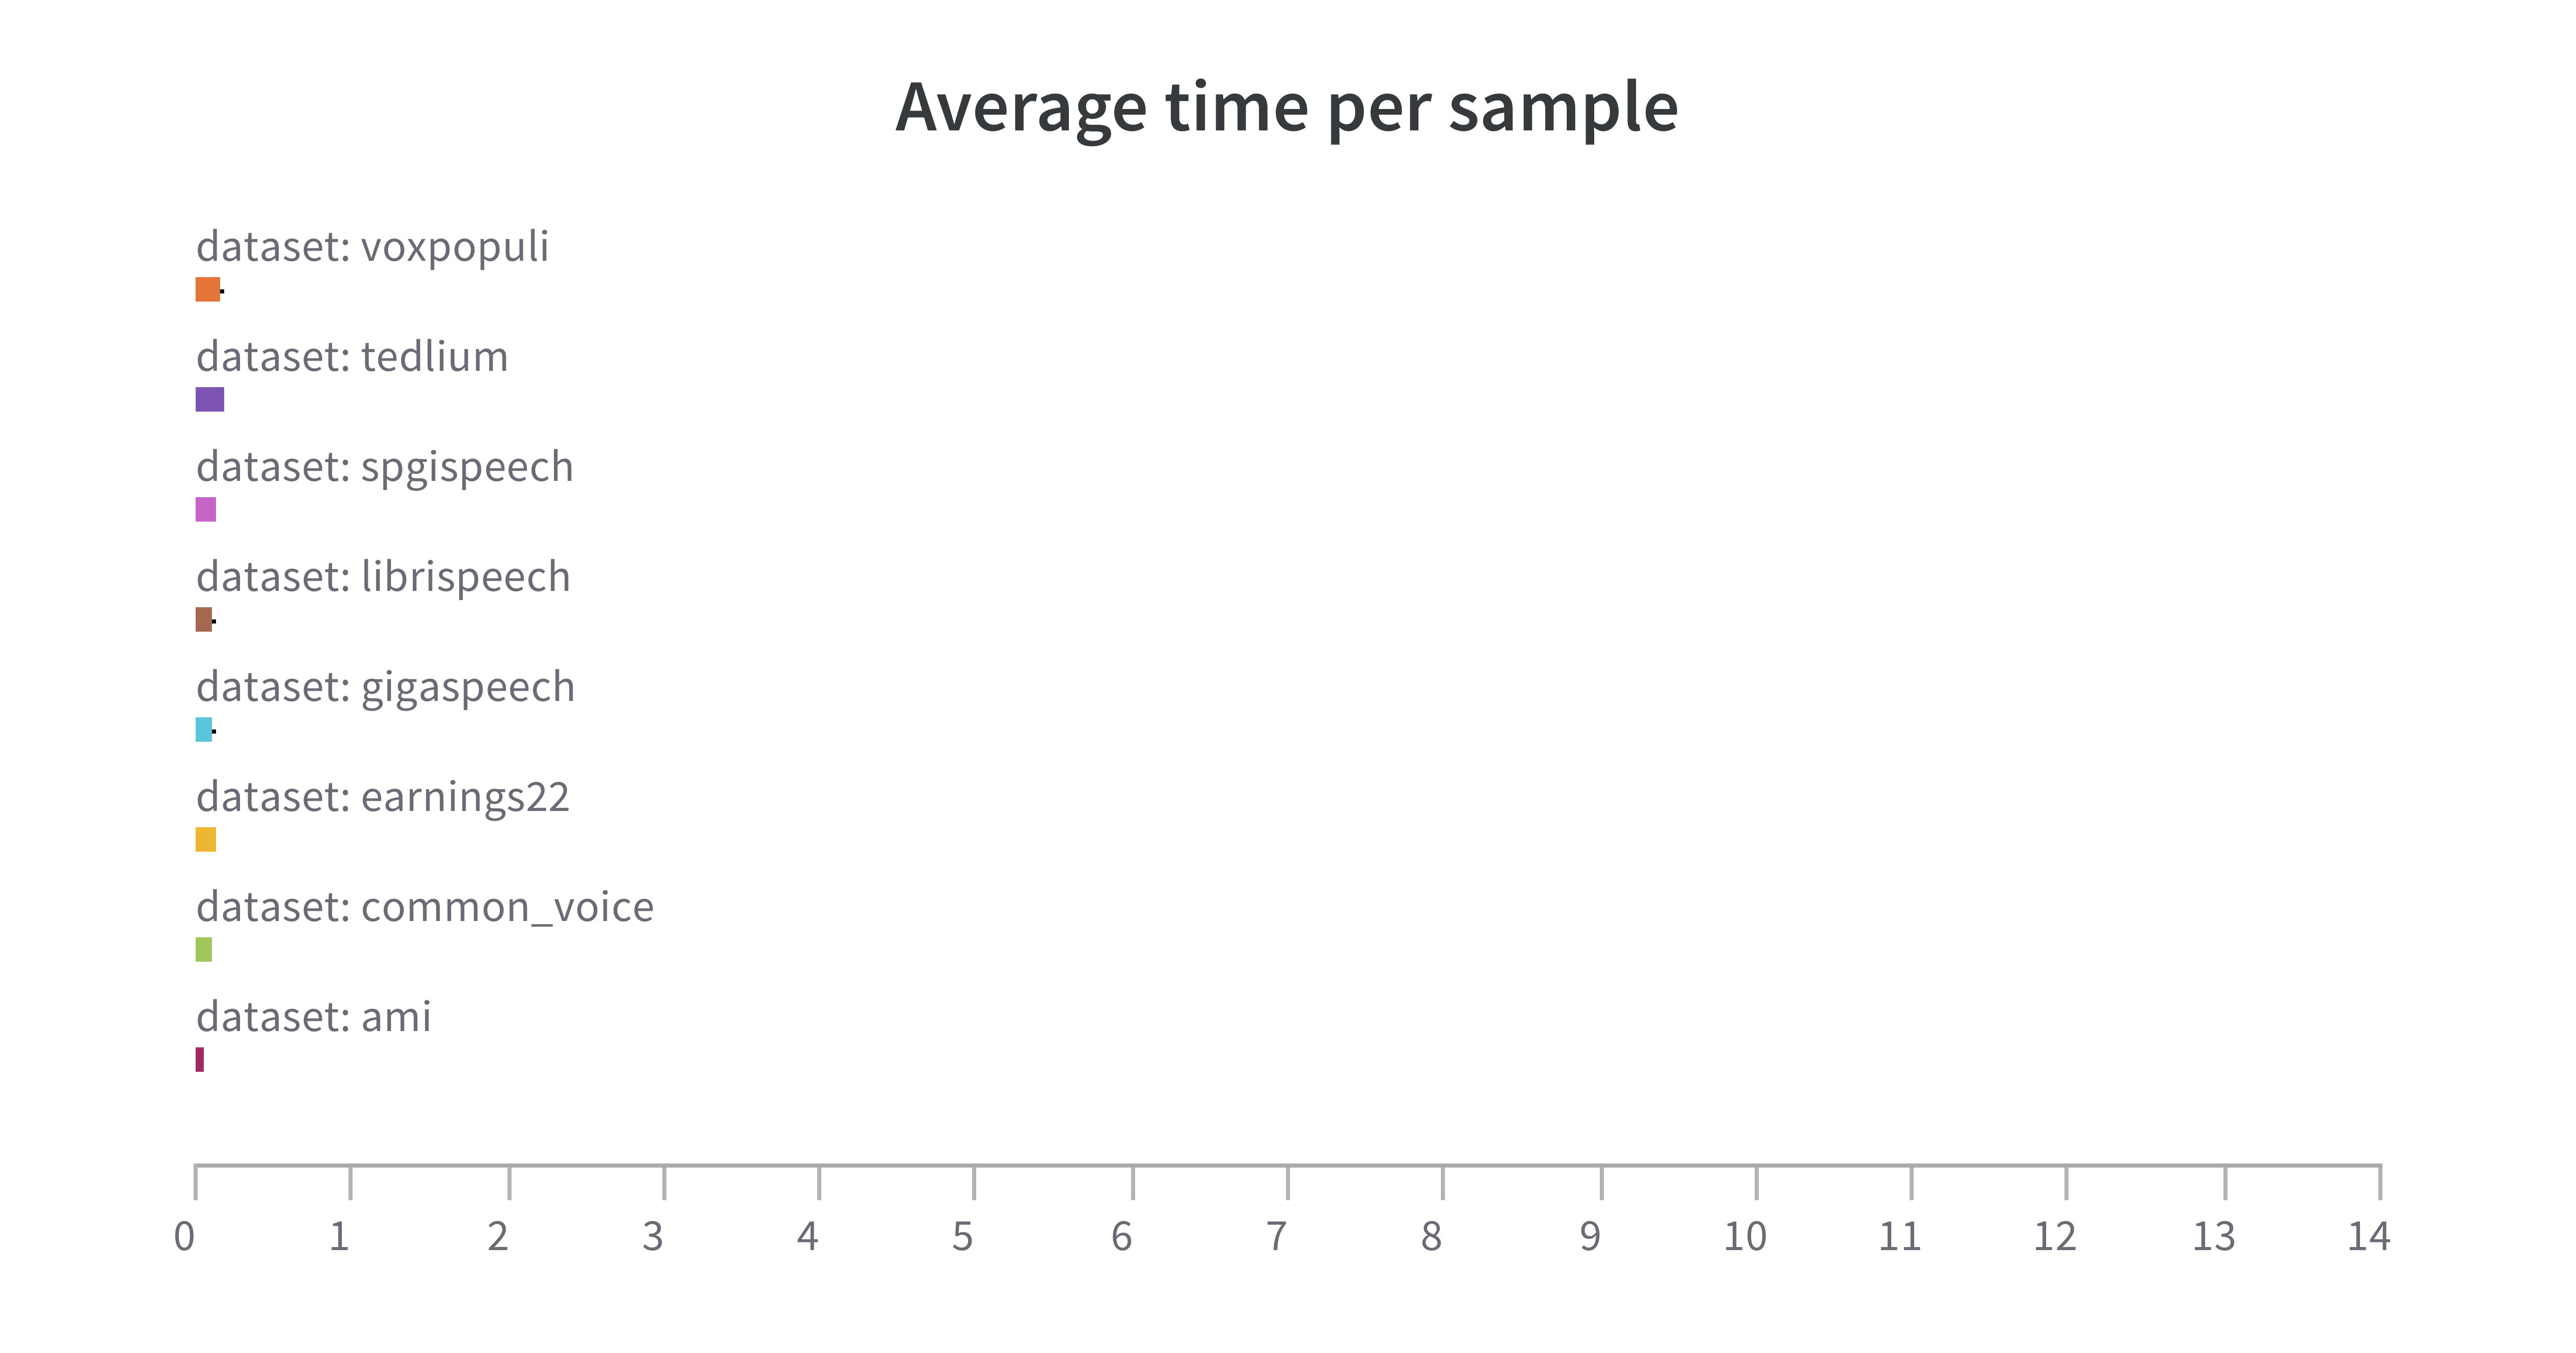 Average time per sample
dataset: voxpopuli
dataset: tedlium
dataset: spgispeech
dataset: librispeech
dataset: gigaspeech
dataset: earnings22
dataset: common_voice
dataset: ami
0 1 2 3 4 5 6 7 8 9 10 11 12 13 14